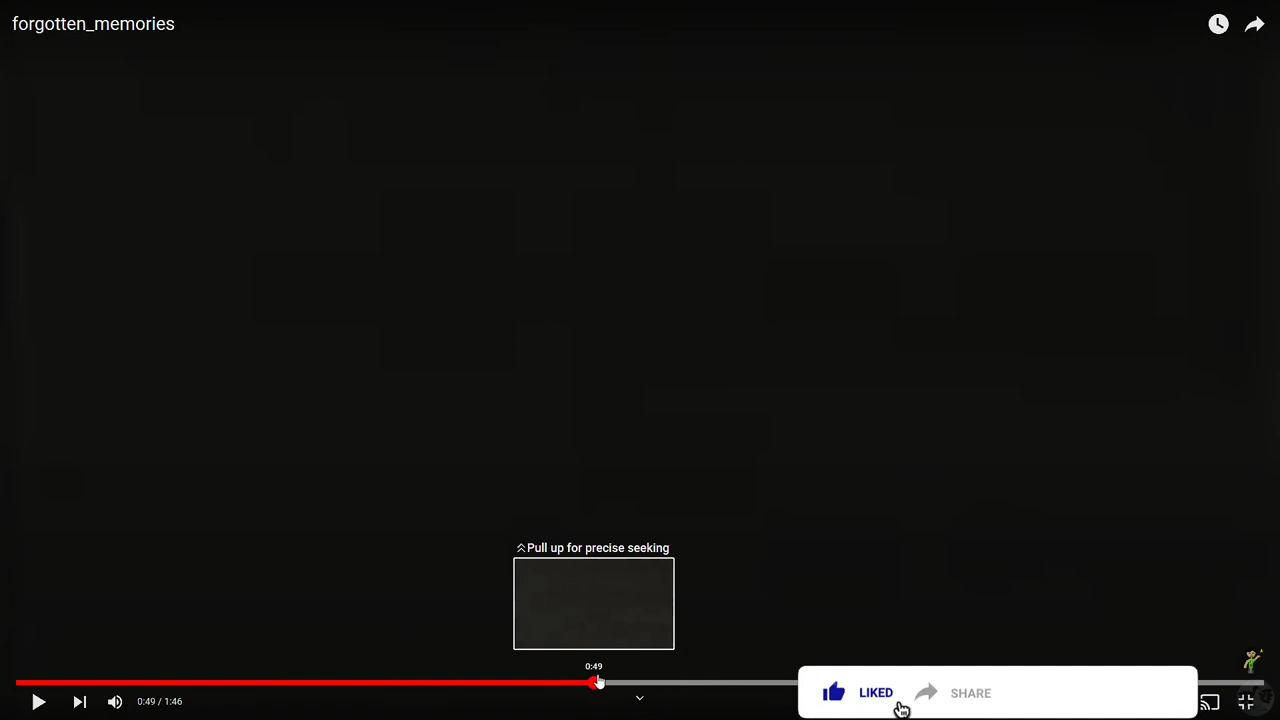 forgotten_memories
Pull up for precise seeking
0:49
0:49 / 1:46
LIKED
SHARE